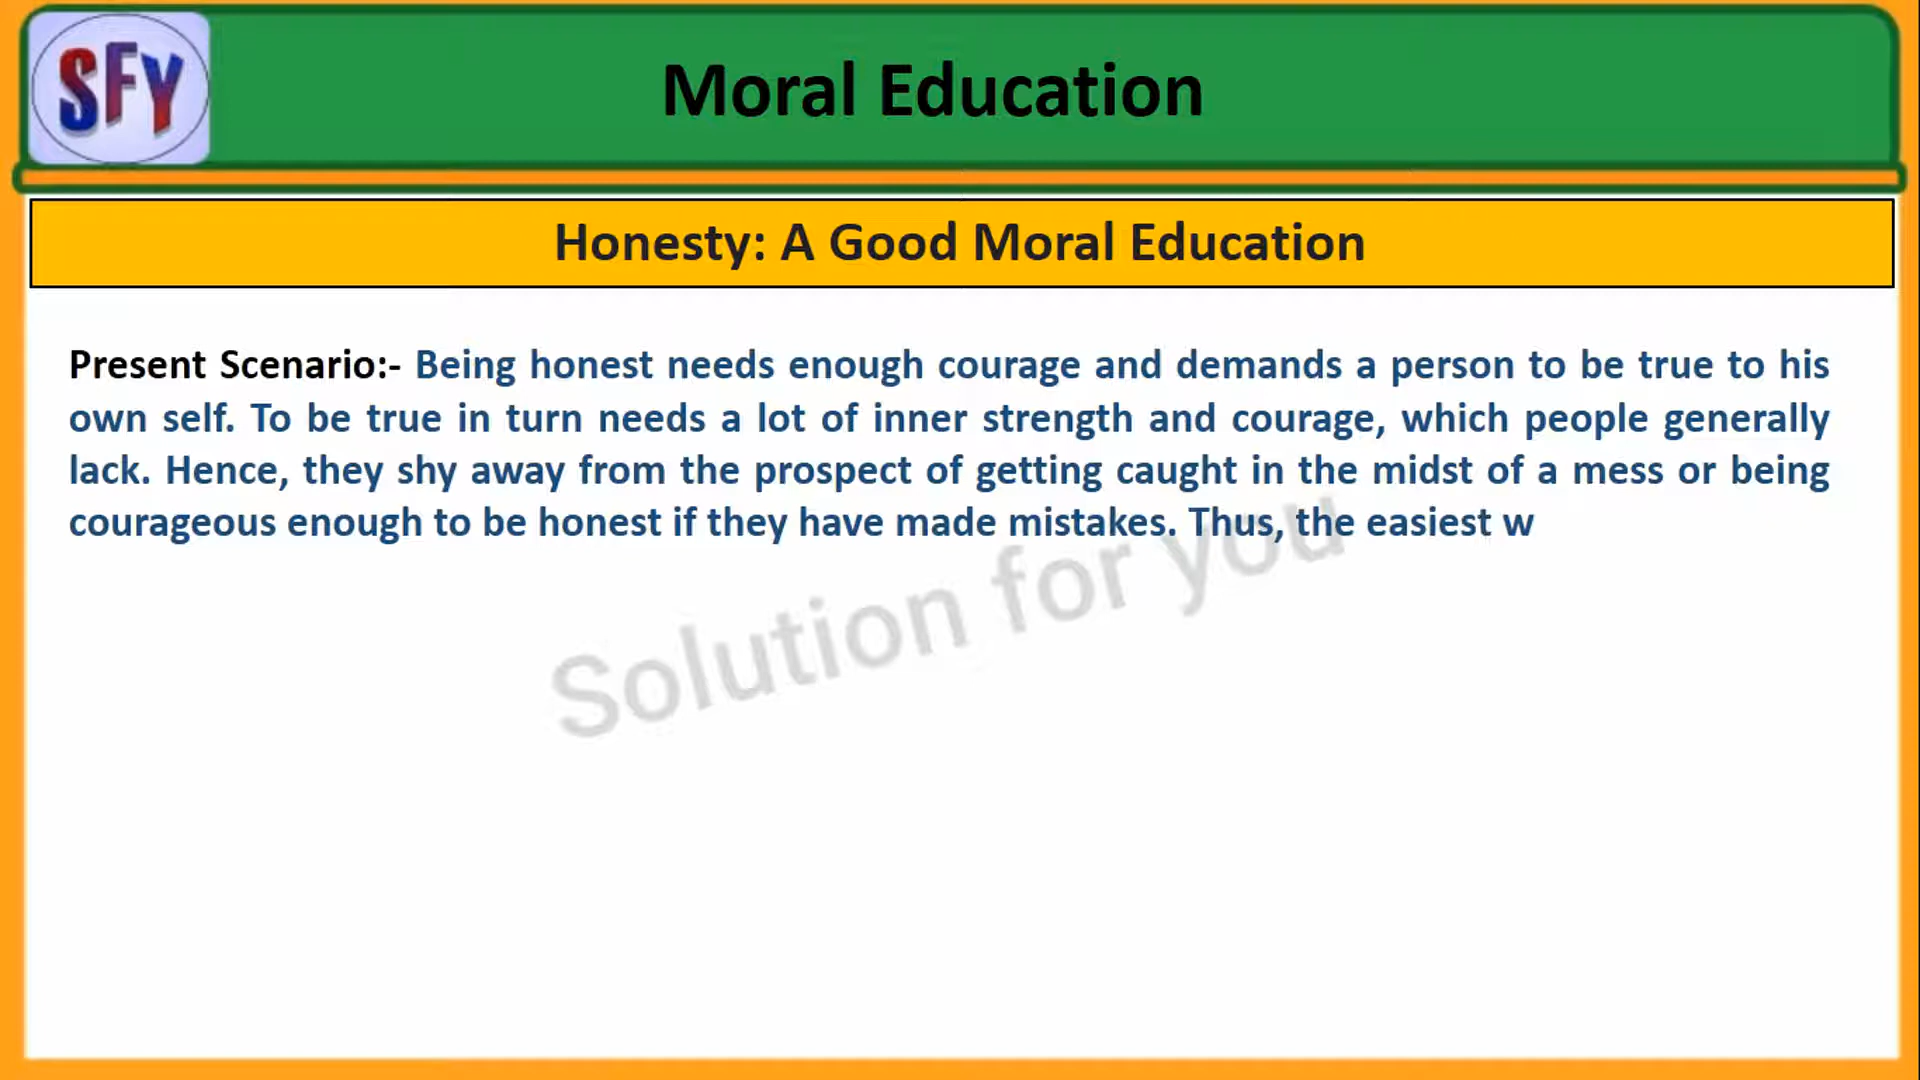 SFY
Moral Education
Honesty: A Good Moral Education
Present Scenario:- Being honest needs enough courage and demands a person to be true to his
own self. To be true in turn needs a lot of inner strength and courage, which people generally
lack. Hence, they shy away from the prospect of getting caught in the midst of a mess or being
courageous enough to be honest if they have made mistakes. Thus, the easiest w
Solution for you